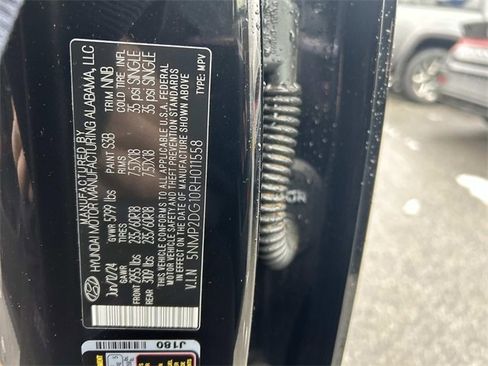 MANUFACTURED BY
HYUNDAI MOTOR MANUFACTURING ALABAMA, LLC
Jun/12/24 GVWR 5799 lbs PAINT S3B TRIM NNB
GAWR TIRES RIMS COLD TIRE INFL
FRONT 2955 lbs 235/60R18 7.5JX18 35 psi SINGLE
REAR 3109 lbs 235/60R18 7.5JX18 35 psi SINGLE
THIS VEHICLE CONFORMS TO ALL APPLICABLE U.S.A. FEDERAL
MOTOR VEHICLE SAFETY AND THEFT PREVENTION STANDARDS
IN EFFECT ON THE DATE OF MANUFACTURE SHOWN ABOVE
V.I.N 5NMP2DG10RH011558 TYPE: MPV
J180